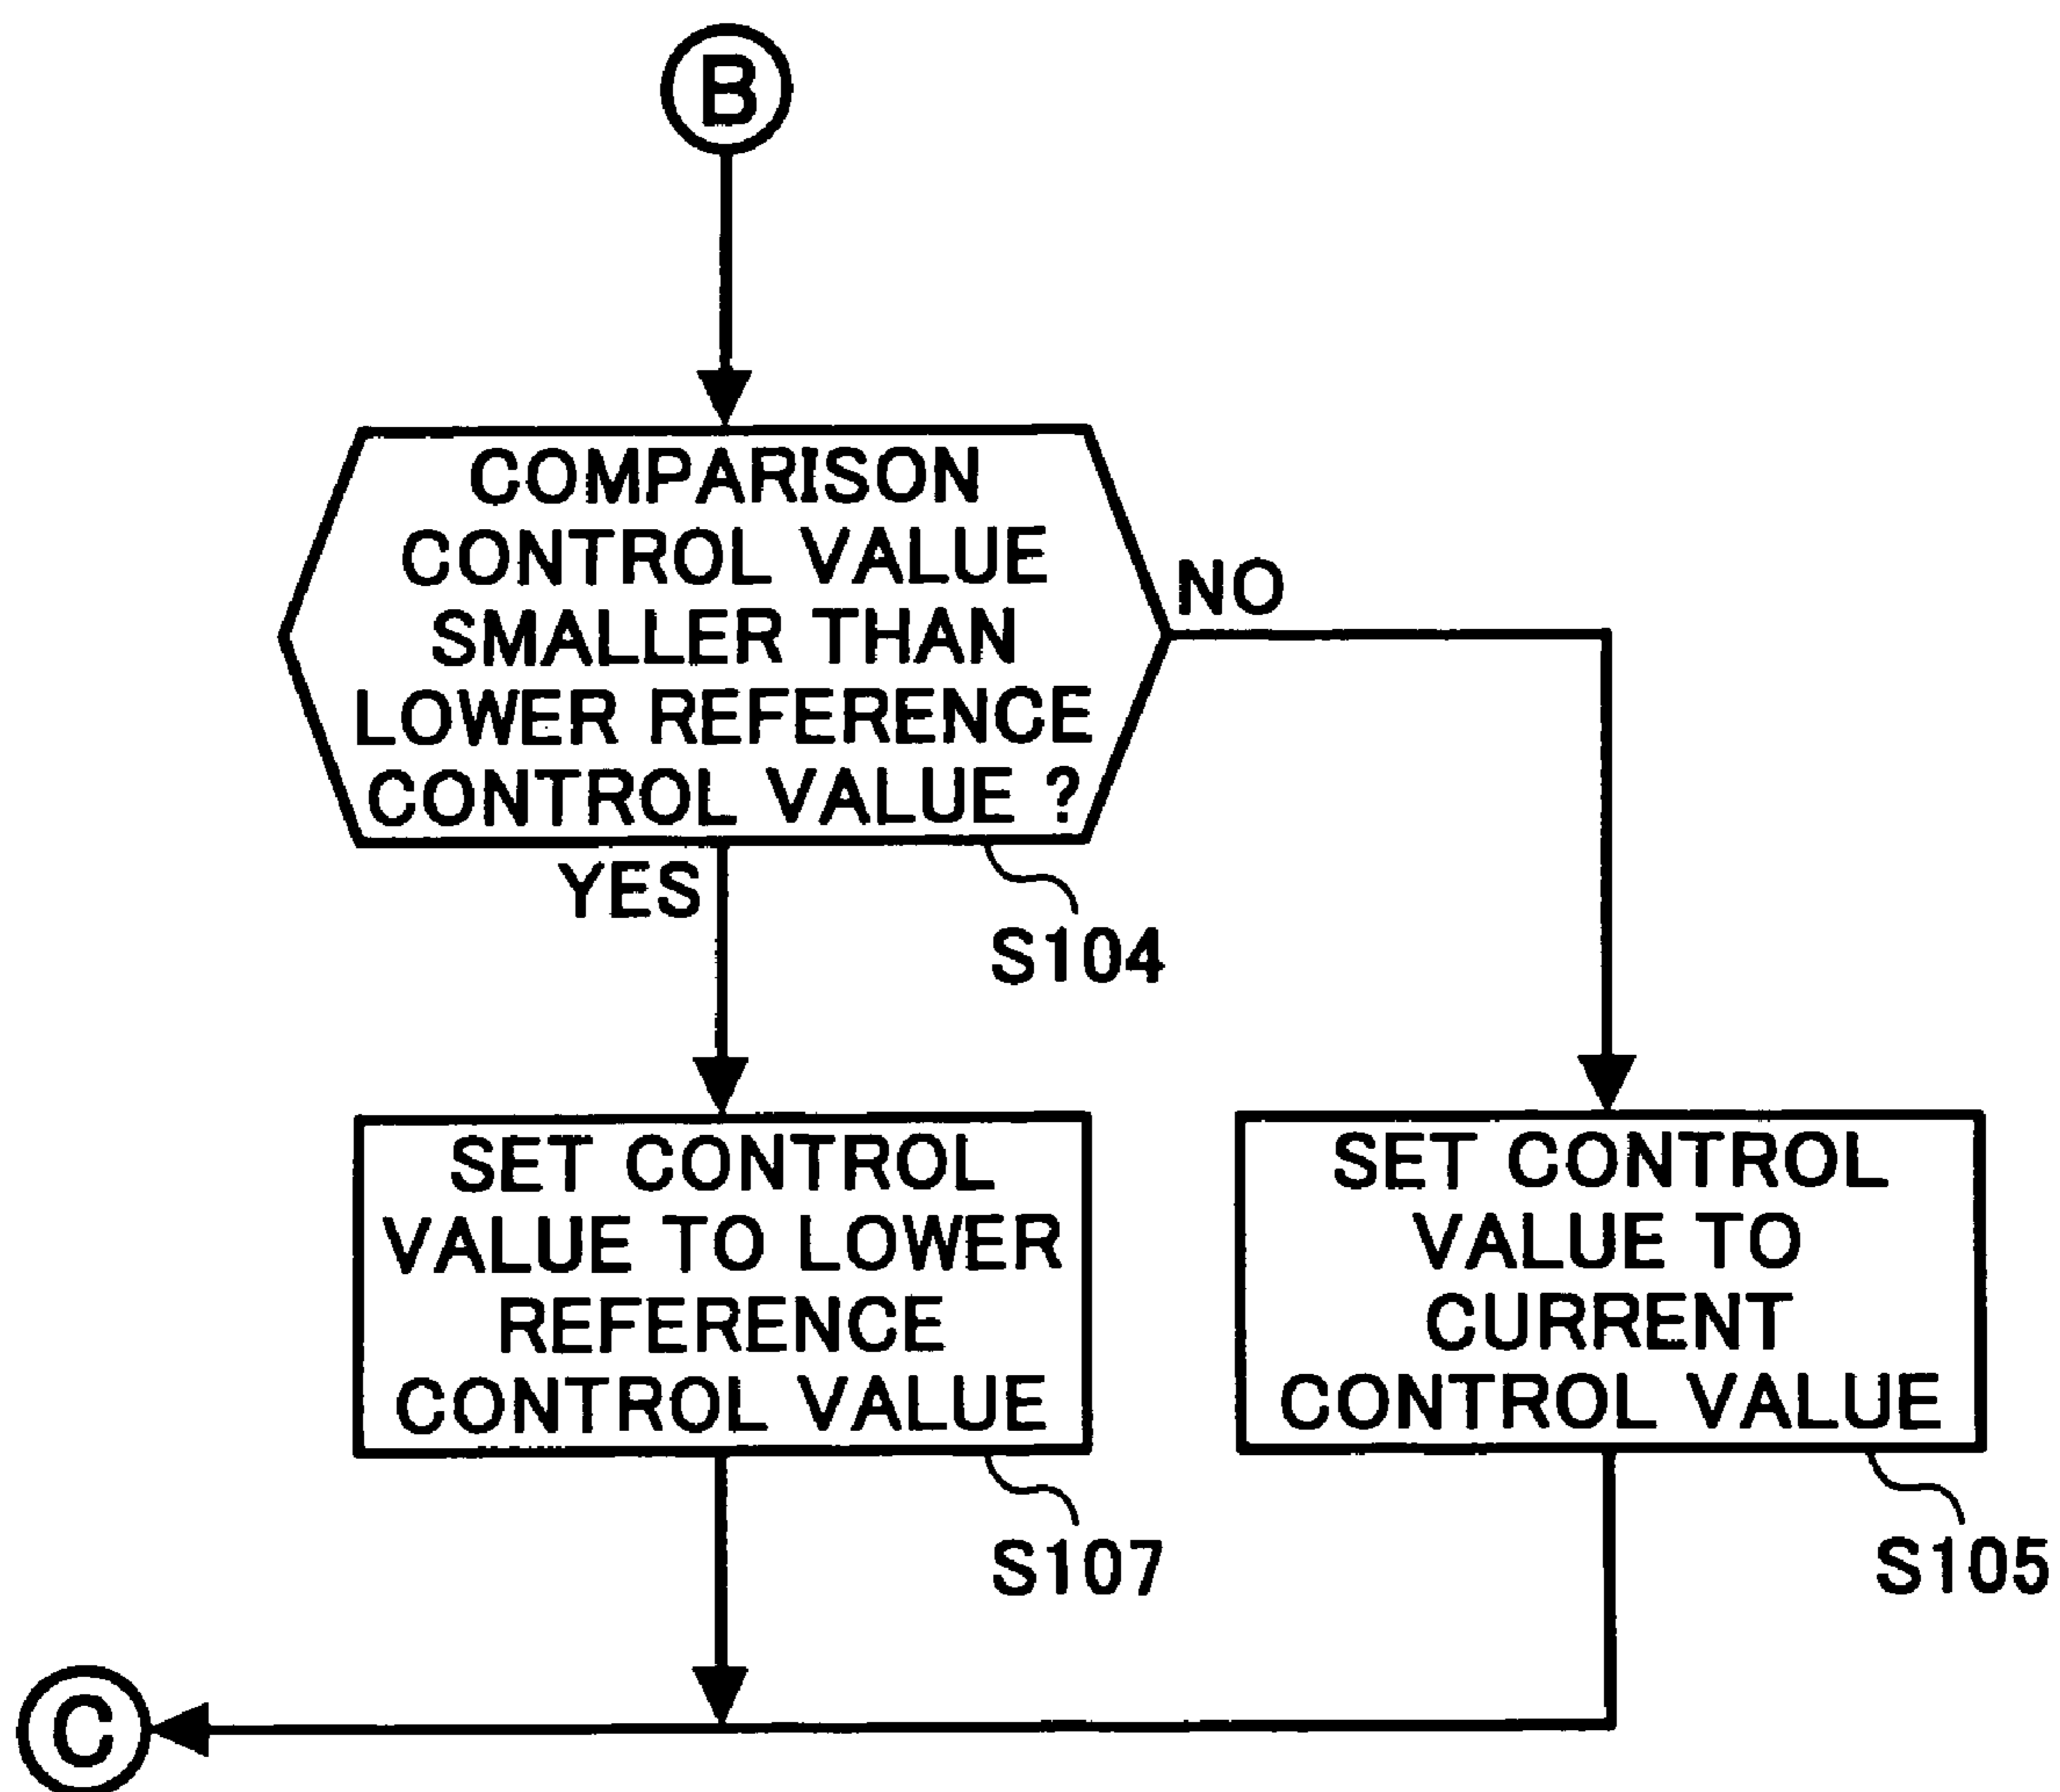 B
COMPARISON
CONTROL VALUE
SMALLER THAN
LOWER REFERENCE
CONTROL VALUE ?
NO
YES
S104
SET CONTROL
VALUE TO LOWER
REFERENCE
CONTROL VALUE
S107
SET CONTROL
VALUE TO
CURRENT
CONTROL VALUE
S105
C